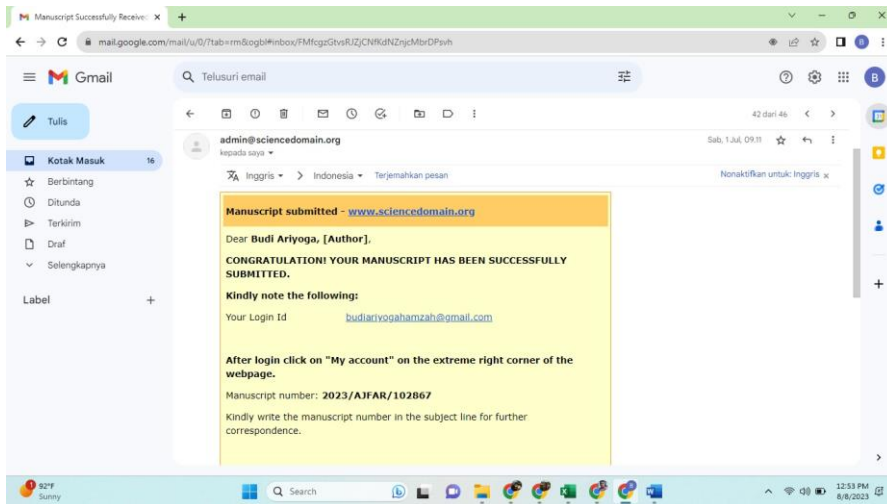 Manuscript Successfully Receive
mail.google.com/mail/u/0/?tab=rm&ogbl#inbox/FMfcgzGtvsRJZjCNfKdNZnjcMbrDPsvh
Gmail
Telusuri email
B
Tulis
42 dari 46
Kotak Masuk 16
Berbintang
Ditunda
Terkirim
Draf
Selengkapnya
Label
admin@sciencedomain.org
Sab, 1 Jul, 09.11
kepada saya
Inggris > Indonesia Terjemahkan pesan
Nonaktifkan untuk: Inggris x
Manuscript submitted - www.sciencedomain.org
Dear Budi Ariyoga, [Author],
CONGRATULATION! YOUR MANUSCRIPT HAS BEEN SUCCESSFULLY
SUBMITTED.
Kindly note the following:
Your Login Id budiariyogahamzah@gmail.com
After login click on "My account" on the extreme right corner of the
webpage.
Manuscript number: 2023/AJFAR/102867
Kindly write the manuscript number in the subject line for further
correspondence.
92°F
Sunny
Search
12:53 PM
8/8/2023